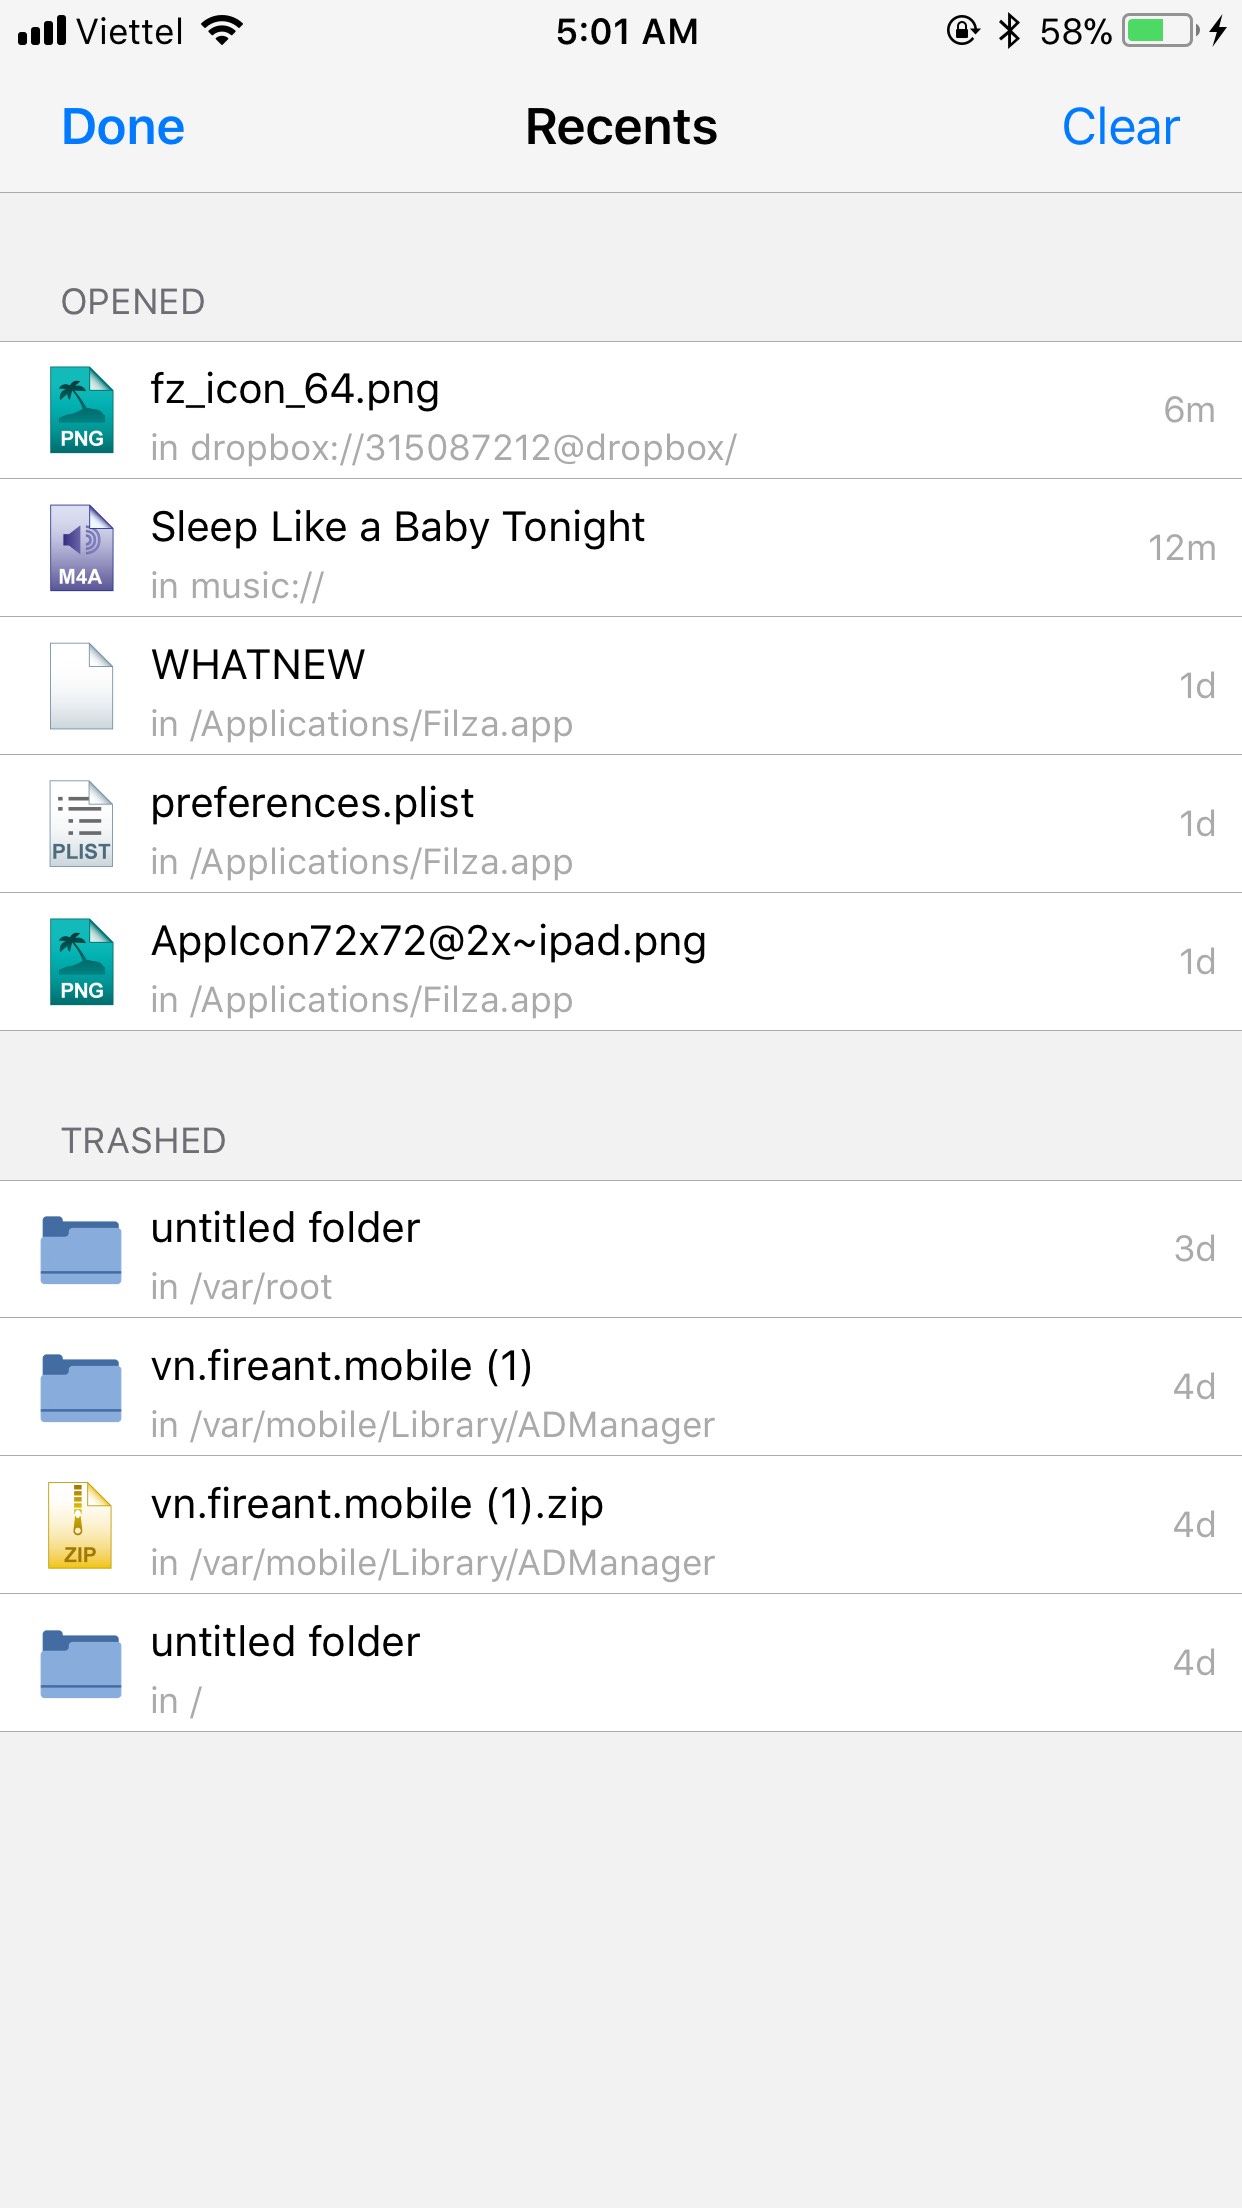 Viettel 5:01 AM 58%
Done Recents Clear
OPENED
fz_icon_64.png
in dropbox://315087212@dropbox/
6m
PNG
Sleep Like a Baby Tonight
in music://
12m
M4A
WHATNEW
in /Applications/Filza.app
1d
preferences.plist
in /Applications/Filza.app
1d
PLIST
AppIcon72x72@2x~ipad.png
in /Applications/Filza.app
1d
PNG
TRASHED
untitled folder
in /var/root
3d
vn.fireant.mobile (1)
in /var/mobile/Library/ADManager
4d
vn.fireant.mobile (1).zip
in /var/mobile/Library/ADManager
4d
ZIP
untitled folder
in /
4d